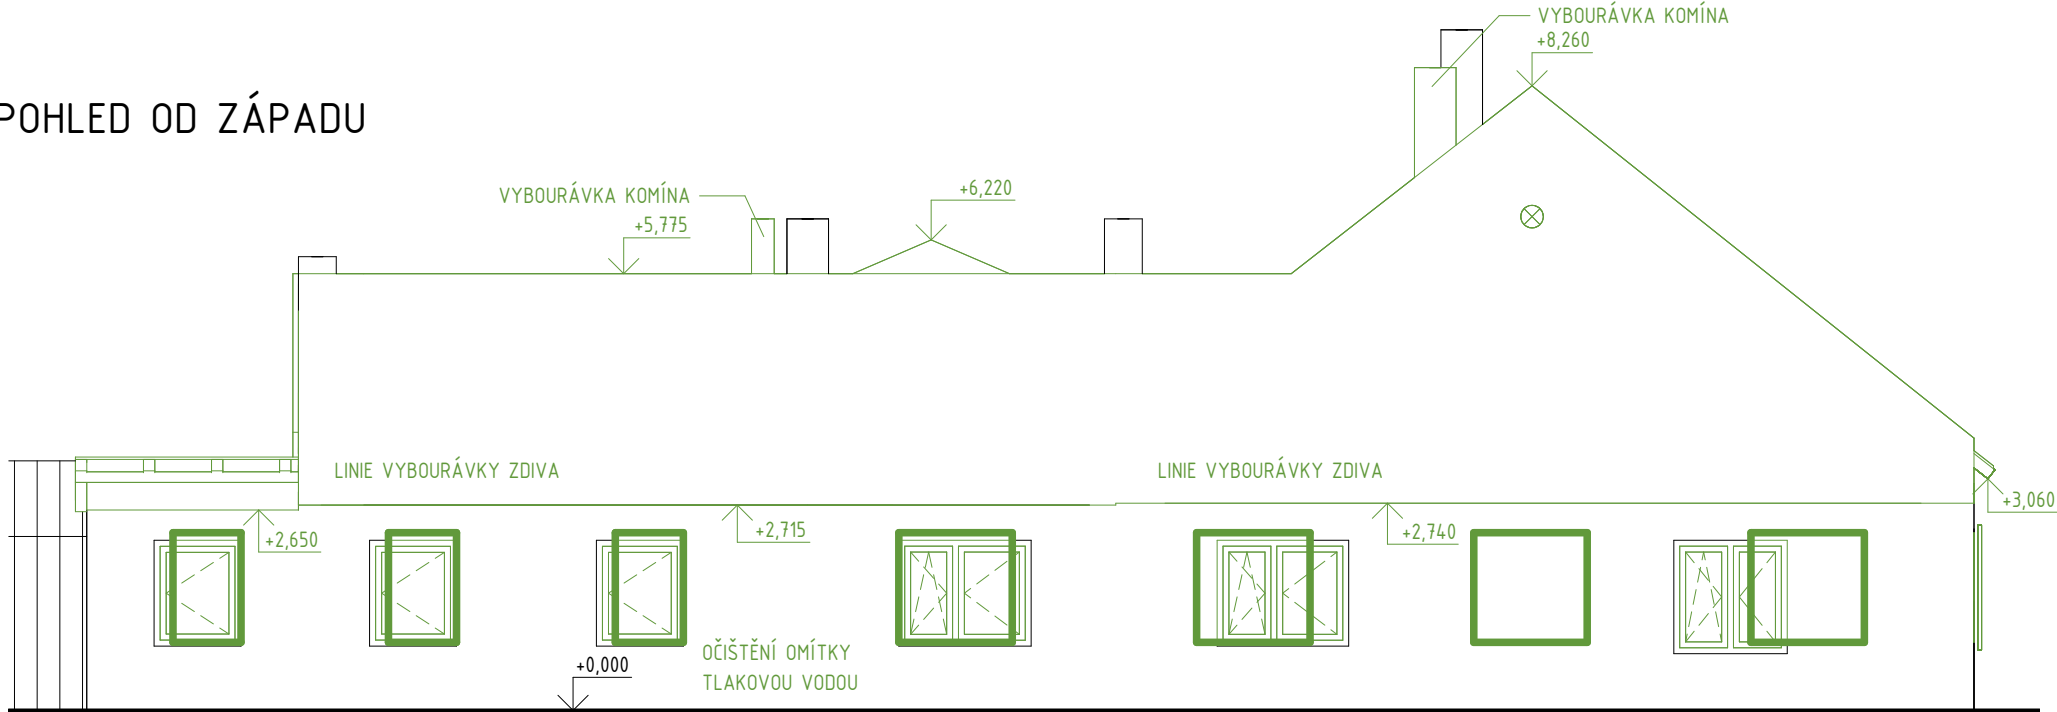 VYBOURÁVKA KOMÍNA
+8,260
POHLED OD ZÁPADU
VYBOURÁVKA KOMÍNA
+6,220
+5,775
LINIE VYBOURÁVKY ZDIVA
LINIE VYBOURÁVKY ZDIVA
+3,060
+2,650
+2,715
+2,740
OČIŠTĚNÍ OMÍTKY
TLAKOVOU VODOU
+0,000